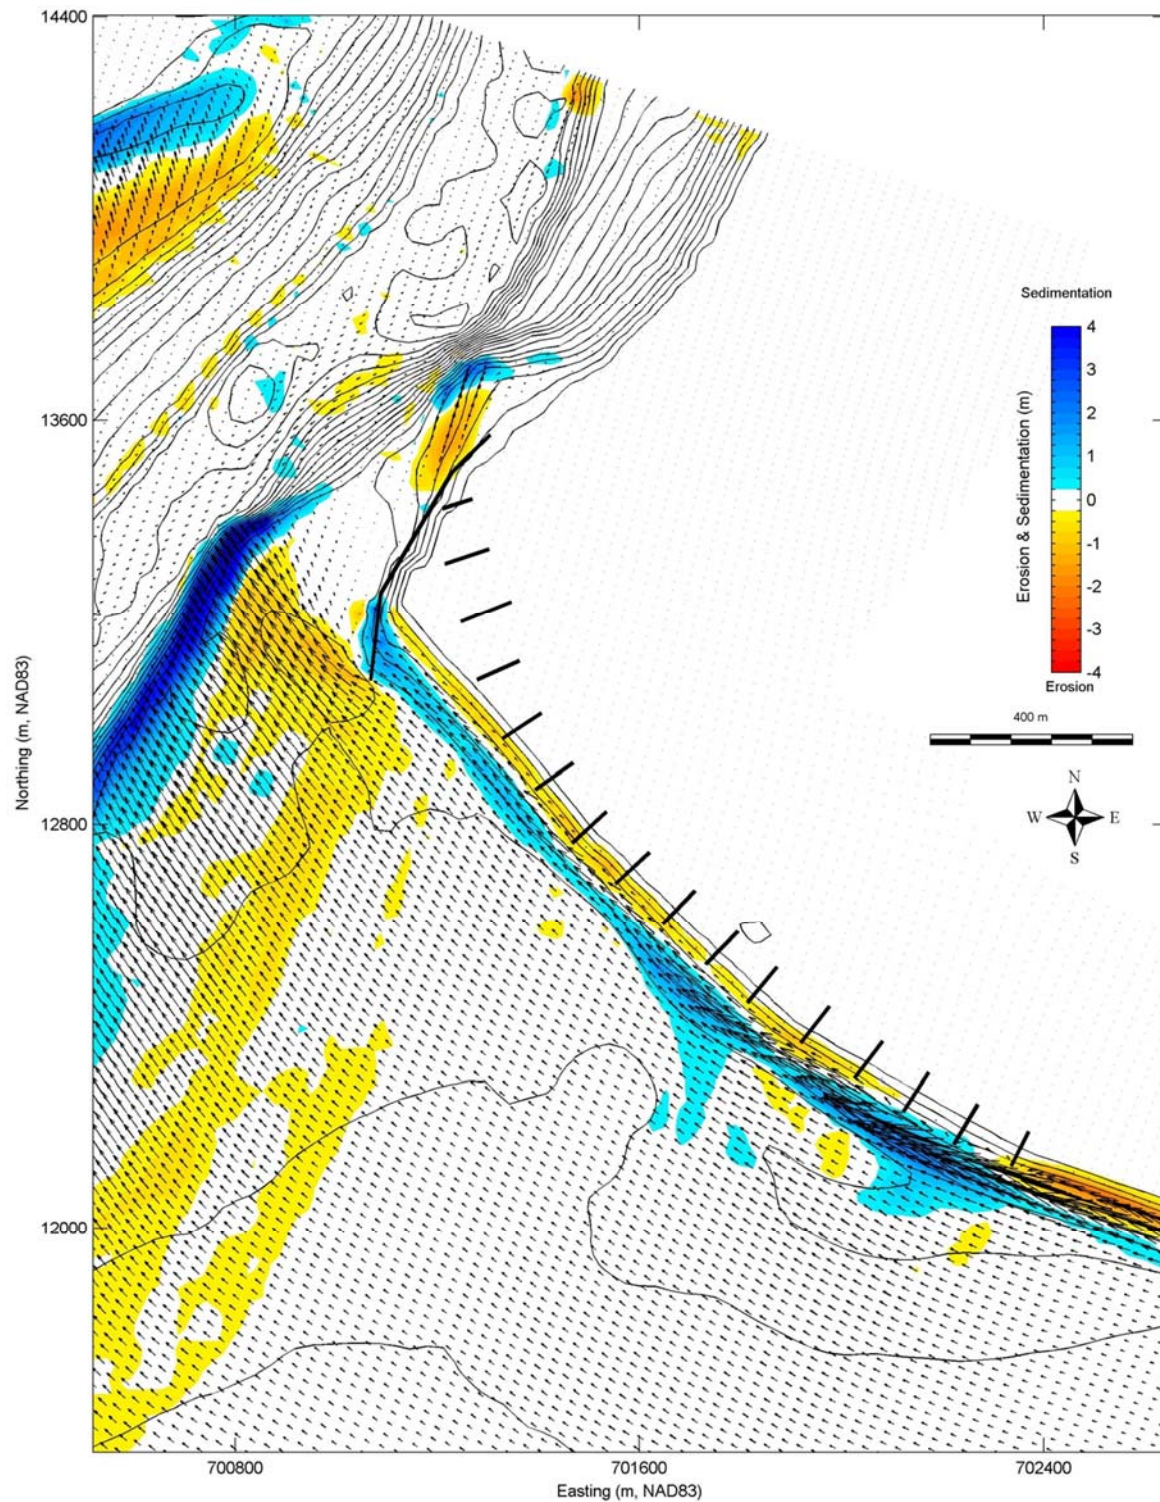 14400
13600
12800
12000
Northing (m, NAD83)
Sedimentation
4
3
2
1
0
-1
-2
-3
-4
Erosion & Sedimentation (m)
Erosion
400 m
N
W E
S
700800 701600 702400
Easting (m, NAD83)